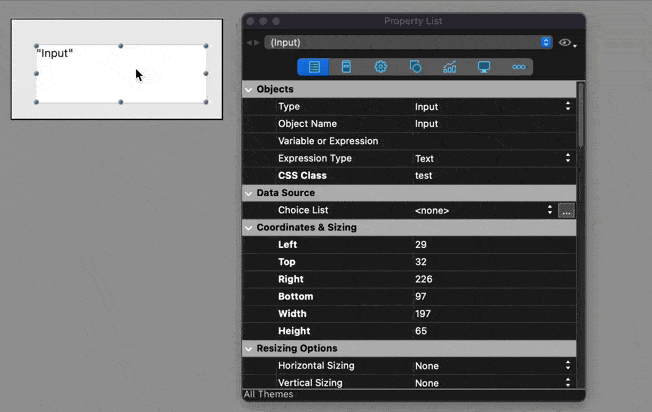 "Input"
Property List
(Input)
Objects
Type Input
Object Name Input
Variable or Expression
Expression Type Text
CSS Class test
Data Source
Choice List <none> ...
Coordinates & Sizing
Left 29
Top 32
Right 226
Bottom 97
Width 197
Height 65
Resizing Options
Horizontal Sizing None
Vertical Sizing None
All Themes